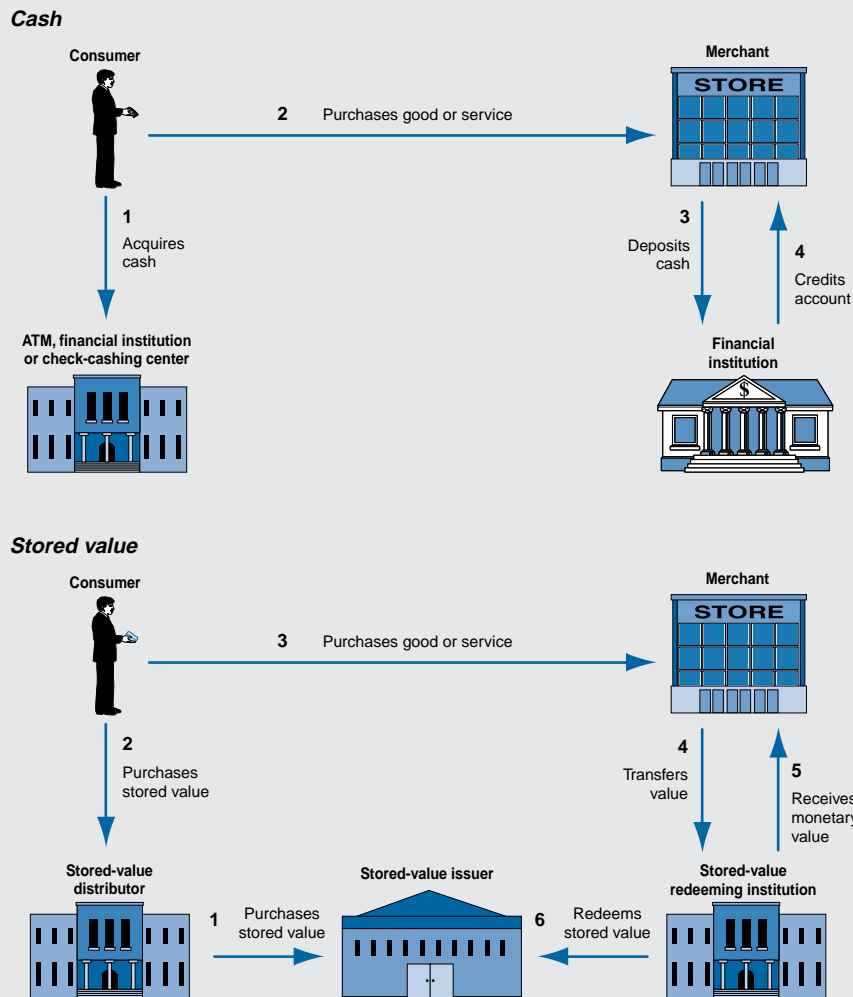 Cash
Consumer
Merchant
STORE
2 Purchases good or service
1
Acquires
cash
3
Deposits
cash
4
Credits
account
ATM, financial institution
or check-cashing center
Financial
institution
$
Stored value
Consumer
Merchant
STORE
3 Purchases good or service
2
Purchases
stored value
4
Transfers
value
5
Receives
monetary
value
Stored-value
distributor
Stored-value issuer
Stored-value
redeeming institution
1 Purchases
stored value
6 Redeems
stored value